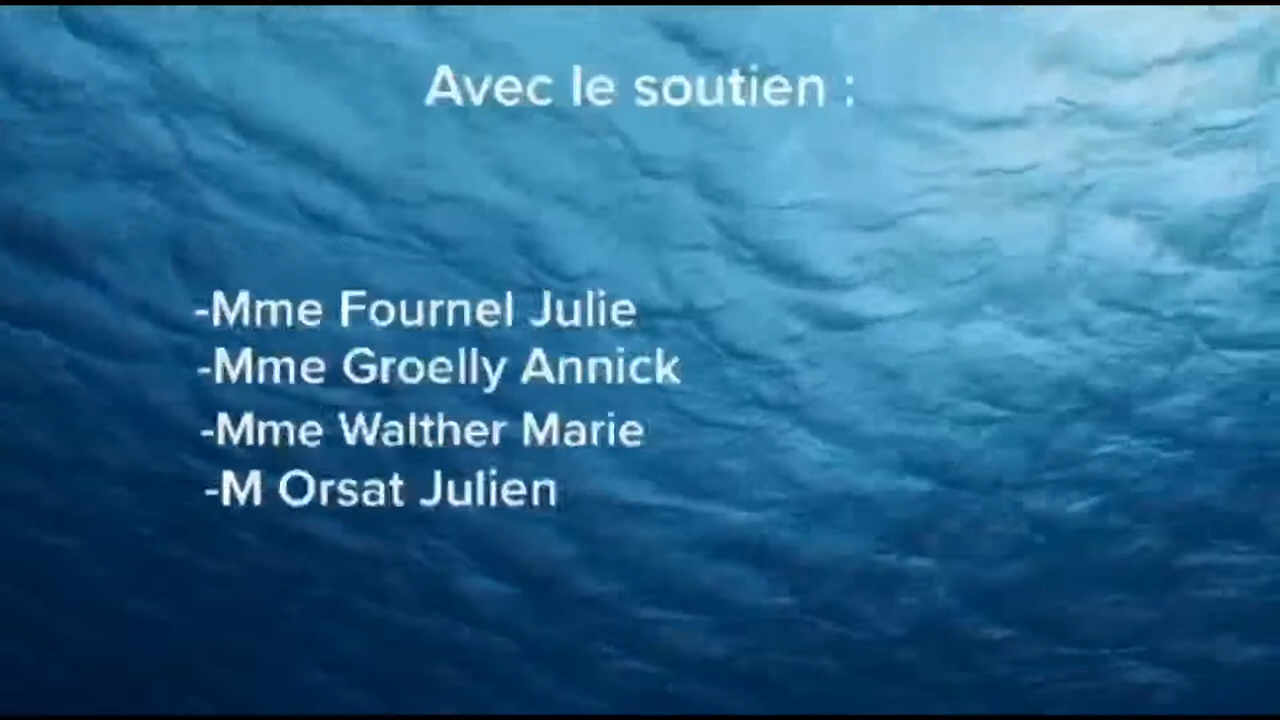 Avec le soutien :
-Mme Fournel Julie
-Mme Groelly Annick
-Mme Walther Marie
-M Orsat Julien